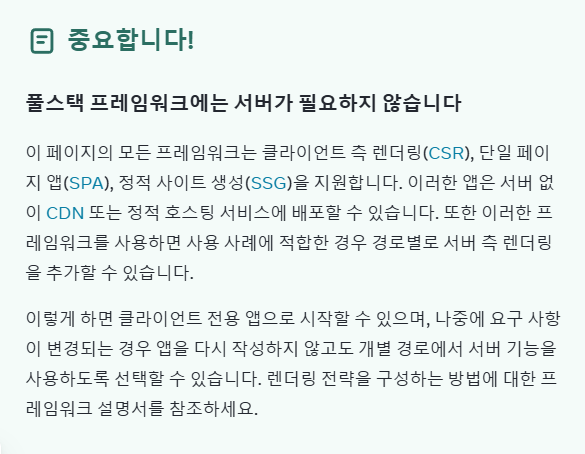 중요합니다!
풀스택 프레임워크에는 서버가 필요하지 않습니다
이 페이지의 모든 프레임워크는 클라이언트 측 렌더링(CSR), 단일 페이
지 앱(SPA), 정적 사이트 생성(SSG)을 지원합니다. 이러한 앱은 서버 없
이 CDN 또는 정적 호스팅 서비스에 배포할 수 있습니다. 또한 이러한 프
레임워크를 사용하면 사용 사례에 적합한 경우 경로별로 서버 측 렌더링
을 추가할 수 있습니다.
이렇게 하면 클라이언트 전용 앱으로 시작할 수 있으며, 나중에 요구 사항
이 변경되는 경우 앱을 다시 작성하지 않고도 개별 경로에서 서버 기능을
사용하도록 선택할 수 있습니다. 렌더링 전략을 구성하는 방법에 대한 프
레임워크 설명서를 참조하세요.